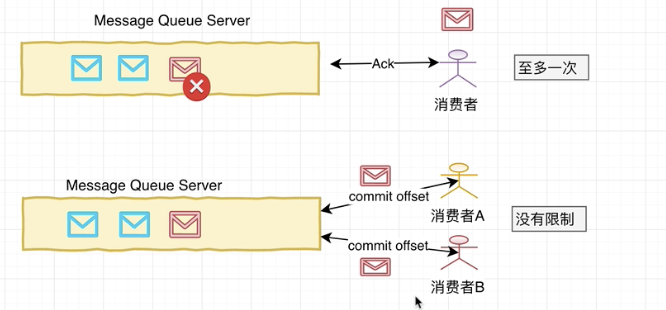 Message Queue Server
Ack
消费者
至多一次
Message Queue Server
commit offset
消费者A
没有限制
commit offset
消费者B